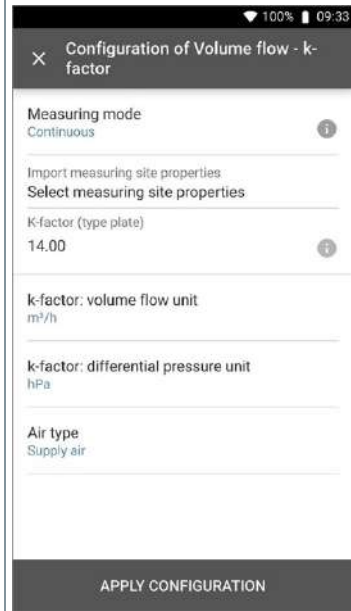 100% 09:33
Configuration of Volume flow - k-
factor
Measuring mode
Continuous
Import measuring site properties
Select measuring site properties
K-factor (type plate)
14.00
k-factor: volume flow unit
m³/h
k-factor: differential pressure unit
hPa
Air type
Supply air
APPLY CONFIGURATION